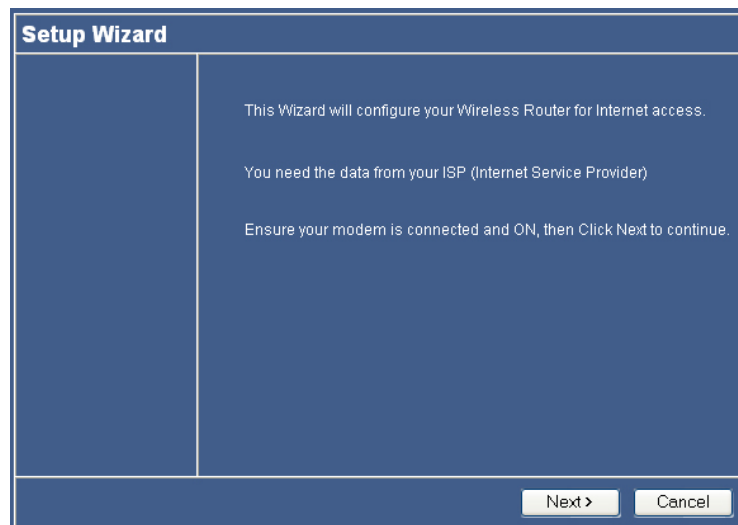 Setup Wizard
This Wizard will configure your Wireless Router for Internet access.
You need the data from your ISP (Internet Service Provider)
Ensure your modem is connected and ON, then Click Next to continue.
Next >
Cancel